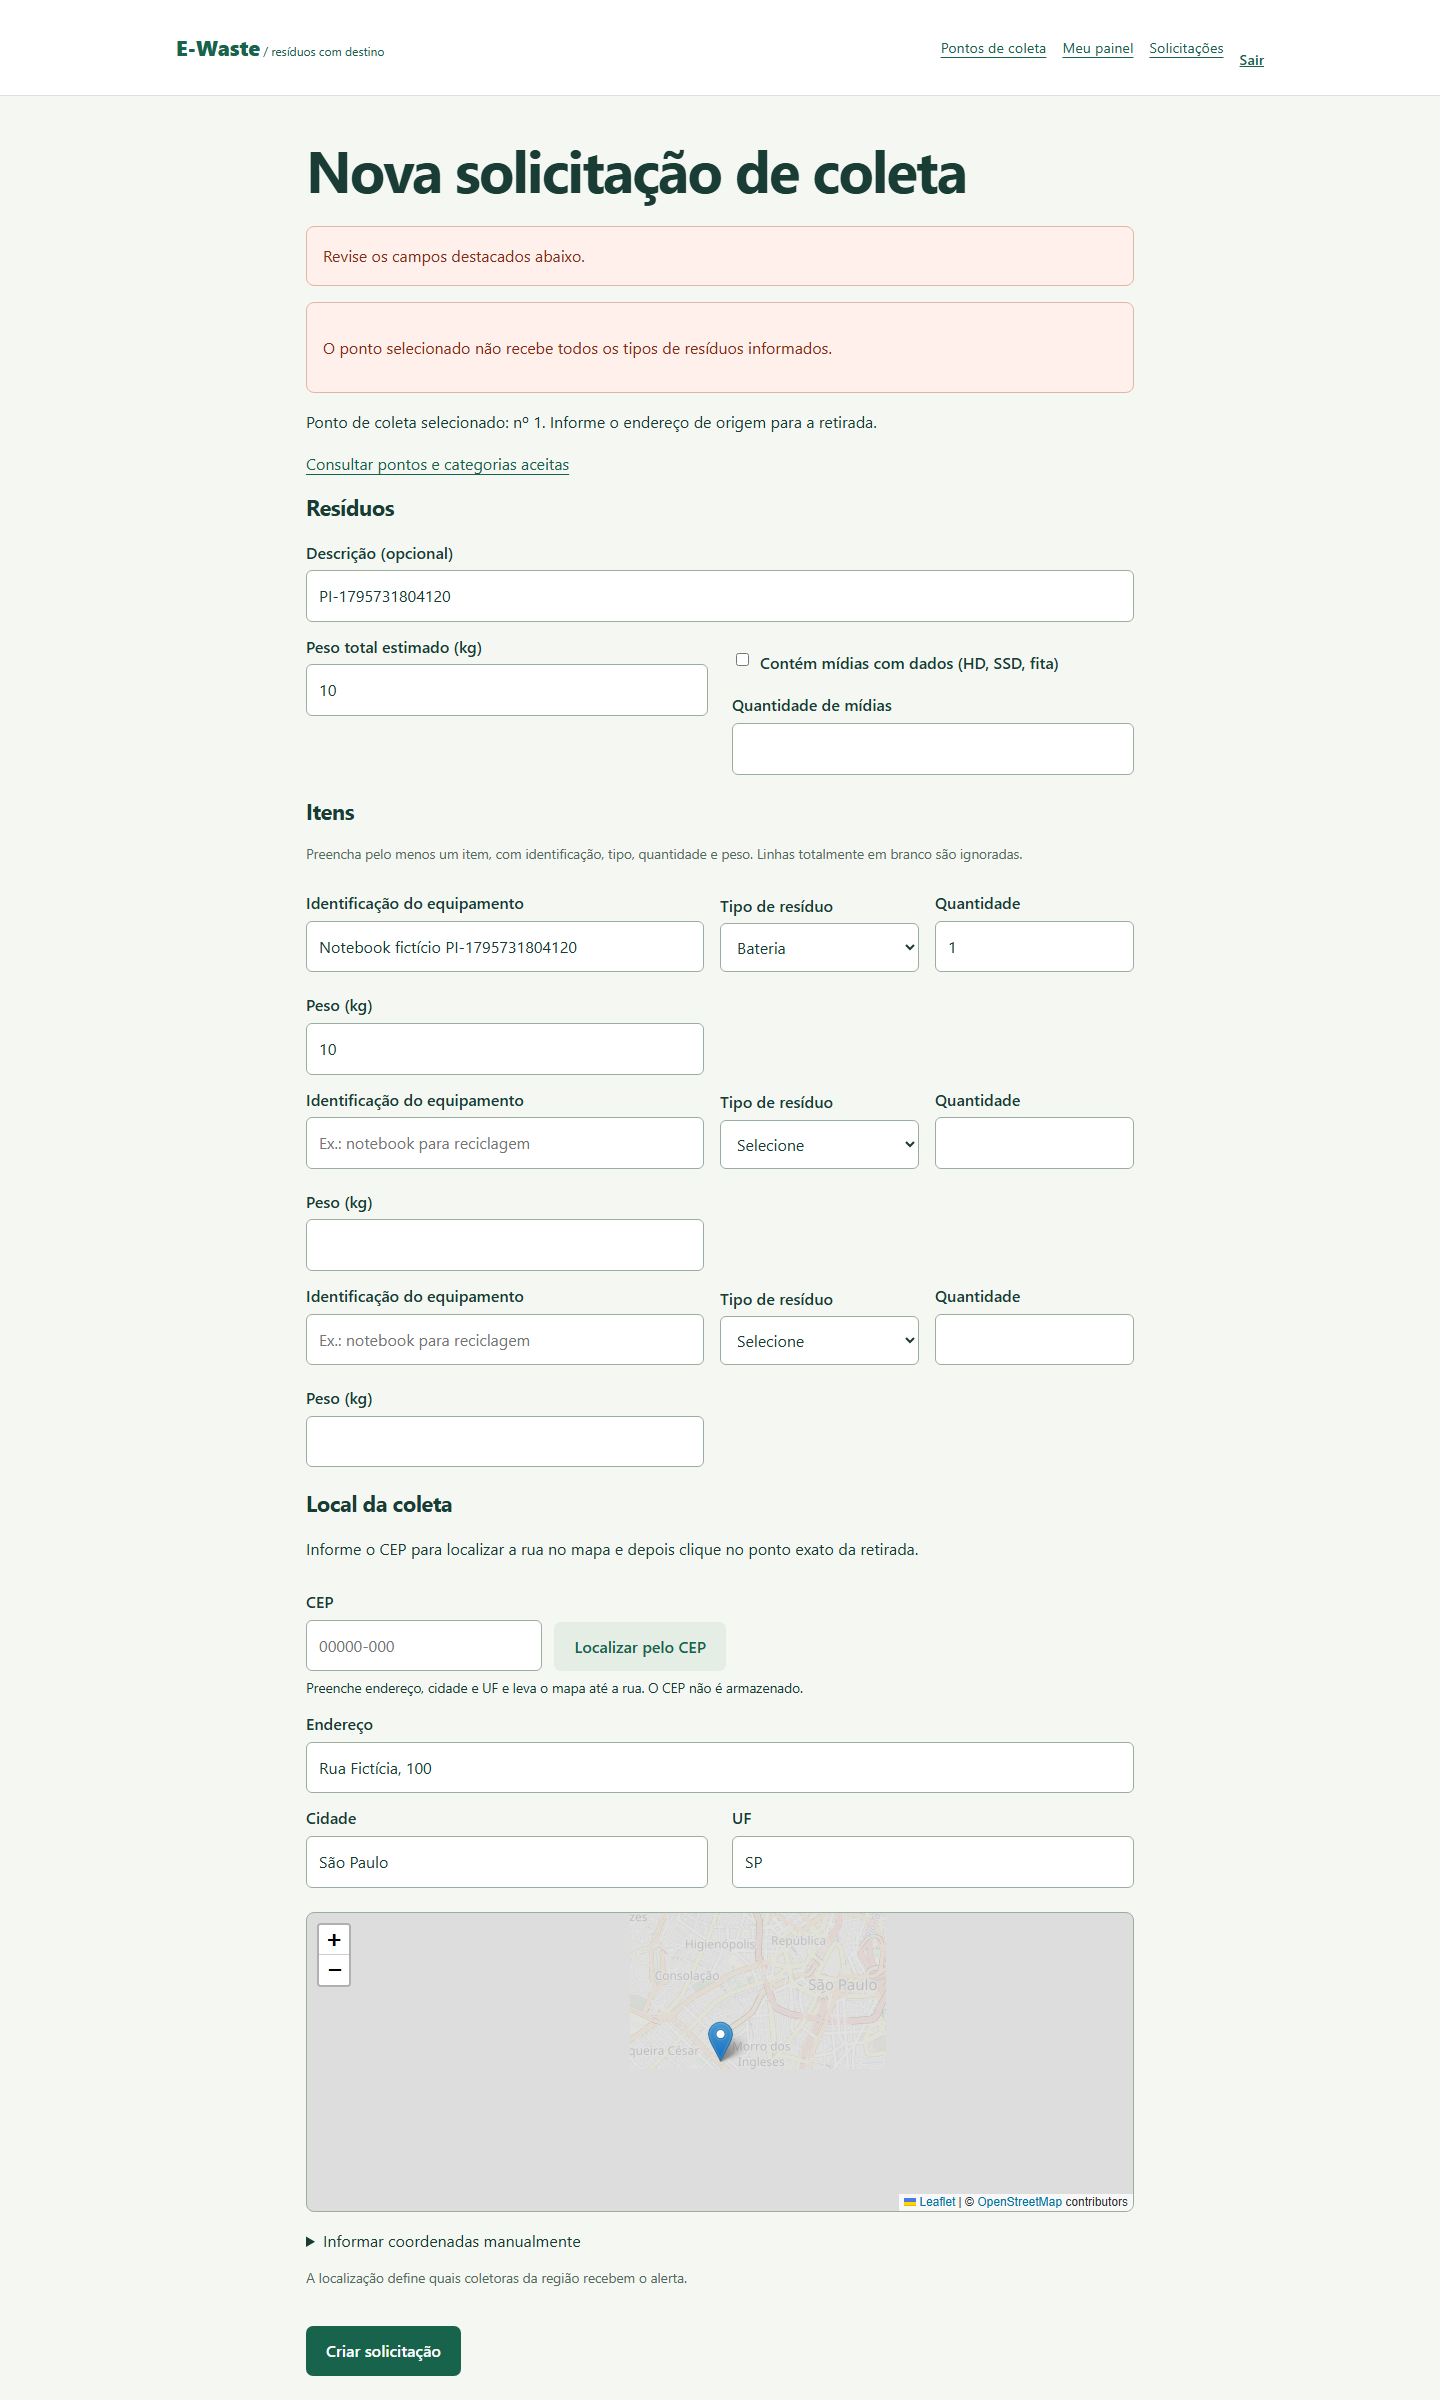 E-Waste / resíduos com destino
Pontos de coleta Meu painel Solicitações Sair
Nova solicitação de coleta
Revise os campos destacados abaixo.
O ponto selecionado não recebe todos os tipos de resíduos informados.
Ponto de coleta selecionado: nº 1. Informe o endereço de origem para a retirada.
Consultar pontos e categorias aceitas
Resíduos
Descrição (opcional)
PI-1795731804120
Peso total estimado (kg)
10
Contém mídias com dados (HD, SSD, fita)
Quantidade de mídias
Itens
Preencha pelo menos um item, com identificação, tipo, quantidade e peso. Linhas totalmente em branco são ignoradas.
Identificação do equipamento Tipo de resíduo Quantidade
Notebook fictício PI-1795731804120 Bateria 1
Peso (kg)
10
Identificação do equipamento Tipo de resíduo Quantidade
Ex.: notebook para reciclagem Selecione
Peso (kg)
Identificação do equipamento Tipo de resíduo Quantidade
Ex.: notebook para reciclagem Selecione
Peso (kg)
Local da coleta
Informe o CEP para localizar a rua no mapa e depois clique no ponto exato da retirada.
CEP
00000-000 Localizar pelo CEP
Preenche endereço, cidade e UF e leva o mapa até a rua. O CEP não é armazenado.
Endereço
Rua Fictícia, 100
Cidade UF
São Paulo SP
+
−
zes
Higienópolis República
Consolação
São Paulo
queira César Morro dos
Ingleses
Leaflet | © OpenStreetMap contributors
Informar coordenadas manualmente
A localização define quais coletoras da região recebem o alerta.
Criar solicitação